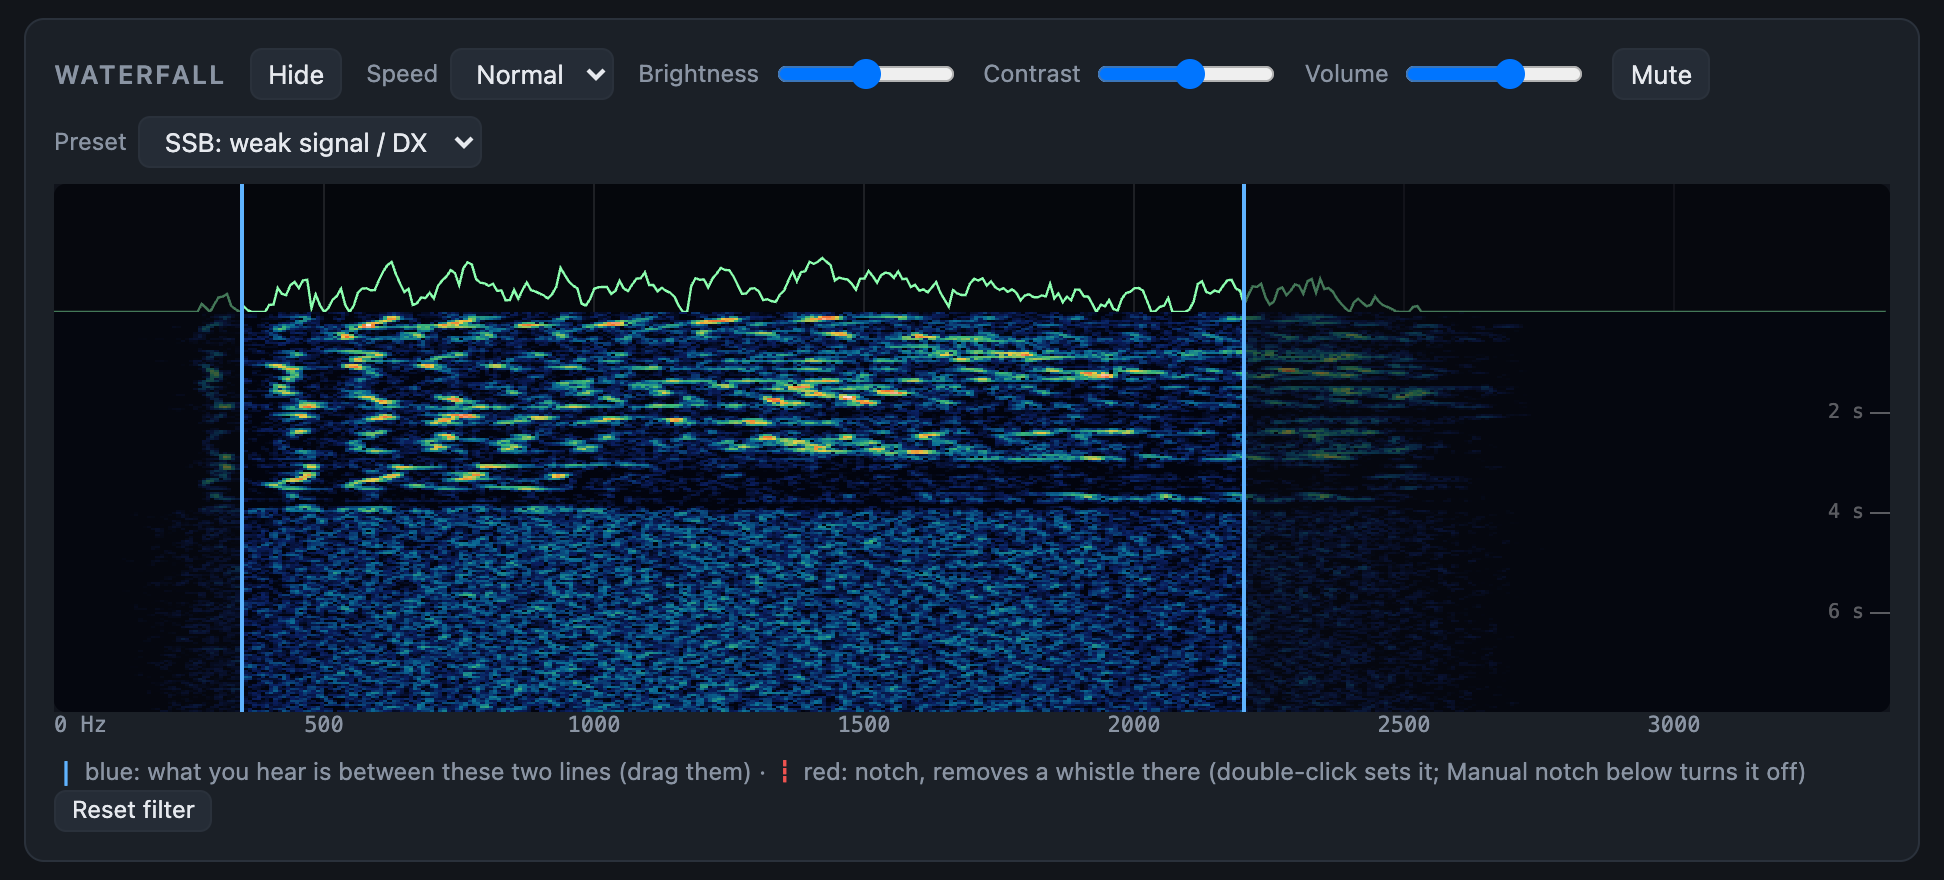 WATERFALL Hide Speed Normal Brightness Contrast Volume Mute
Preset SSB: weak signal / DX
2 s
4 s
6 s
0 Hz 500 1000 1500 2000 2500 3000
blue: what you hear is between these two lines (drag them) · red: notch, removes a whistle there (double-click sets it; Manual notch below turns it off)
Reset filter